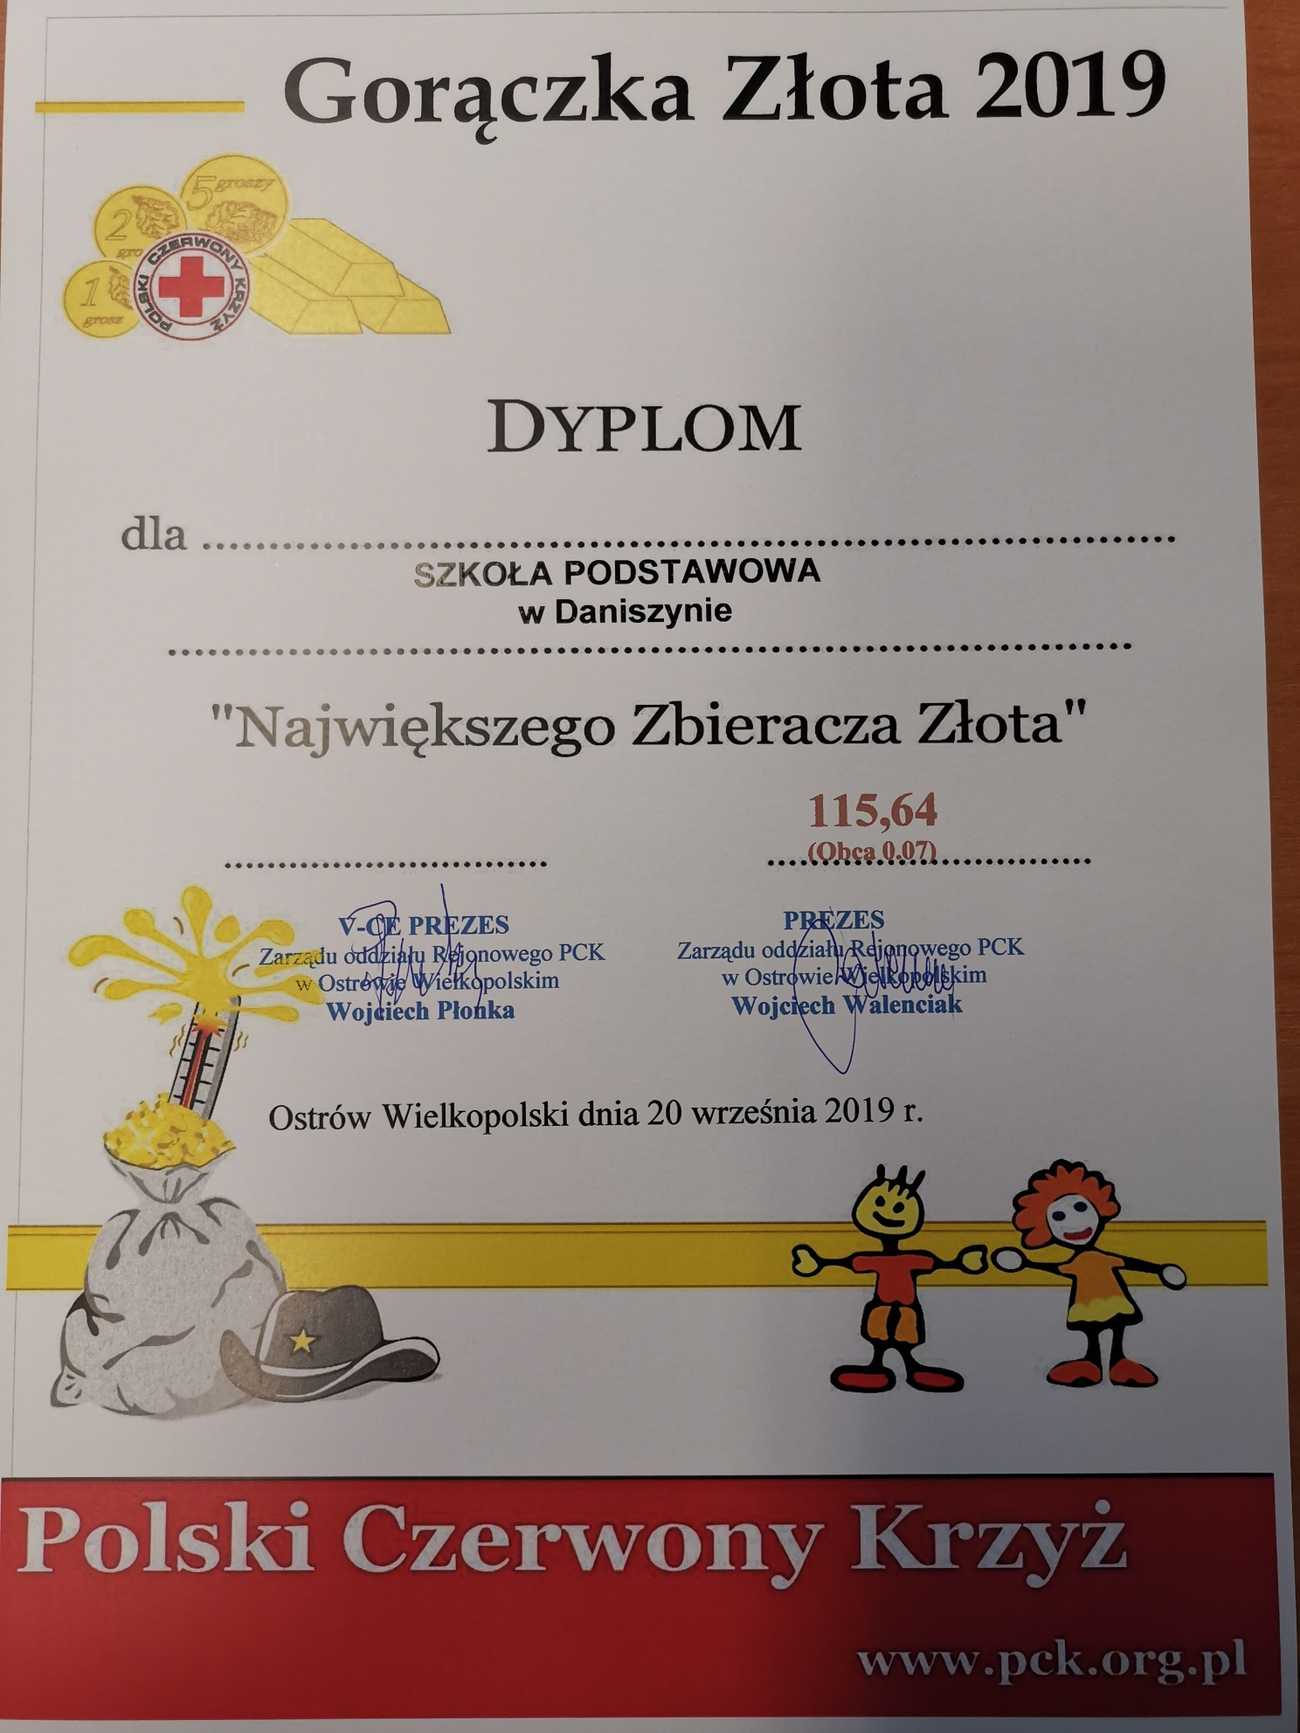 Gorączka Złota 2019
5 groszy
2 gro
1 grosz
POLSKI CZERWONY KRZYŻ
DYPLOM
dla
SZKOŁA PODSTAWOWA
w Daniszynie
"Największego Zbieracza Złota"
115,64
(Obca 0.07)
V-CE PREZES
Zarządu oddziału Rejonowego PCK
w Ostrowie Wielkopolskim
Wojciech Płonka
PREZES
Zarządu oddziału Rejonowego PCK
w Ostrowie Wielkopolskim
Wojciech Walenciak
Ostrów Wielkopolski dnia 20 września 2019 r.
Polski Czerwony Krzyż
www.pck.org.pl